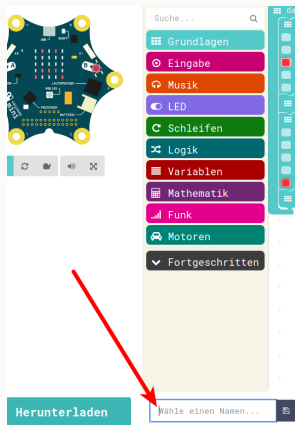 Suche...
Grundlagen
Eingabe
Musik
LED
Schleifen
Logik
Variablen
Mathematik
Funk
Motoren
Fortgeschritten
Herunterladen
Wähle einen Namen...